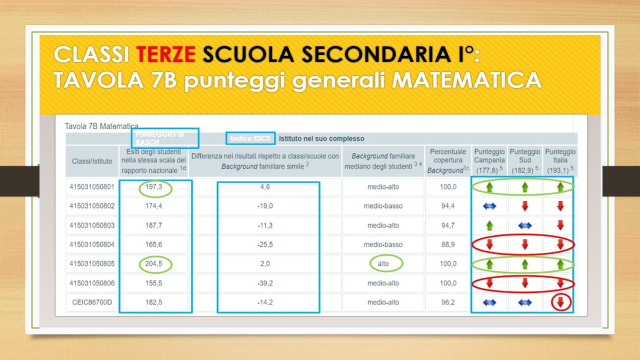 CLASSI TERZE SCUOLA SECONDARIA I°:
TAVOLA 7B punteggi generali MATEMATICA
Tavola 7B Matematica
PUNTEGGIO DI RASCH
Indice ESCS
Istituto nel suo complesso
Classi/Istituto
Esiti degli studenti nella stessa scala del rapporto nazionale 1d
Differenza nei risultati rispetto a classi/scuole con Background familiare simile 2
Background familiare mediano degli studenti 3 4
Percentuale copertura Background 1c
Punteggio Campania (177,8) 5
Punteggio Sud (182,9) 5
Punteggio Italia (193,1) 5
415031050801 197,3 4,6 medio-alto 100,0
415031050802 174,4 -19,0 medio-basso 94,4
415031050803 187,7 -11,3 medio-alto 94,7
415031050804 165,6 -25,5 medio-basso 88,9
415031050805 204,5 2,0 alto 100,0
415031050806 155,5 -39,2 medio-alto 100,0
CEIC86700D 182,5 -14,2 medio-alto 96,2